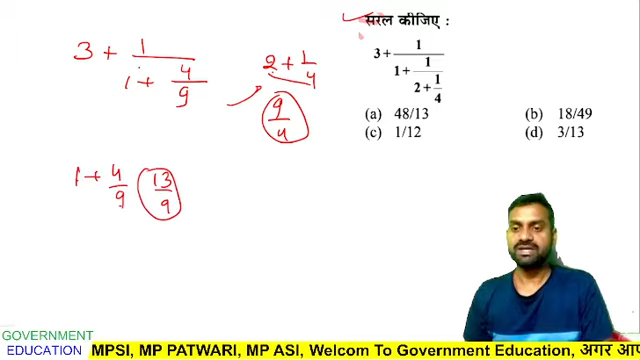 सरल कीजिए :
3 + 1
1 + 1
2 + 1
4
(a) 48/13 (b) 18/49
(c) 1/12 (d) 3/13
3 + 1
1 + 4
9
2 + 1
4
9
4
1 + 4
9
13
9
GOVERNMENT
EDUCATION
MPSI, MP PATWARI, MP ASI, Welcom To Government Education, अगर आप